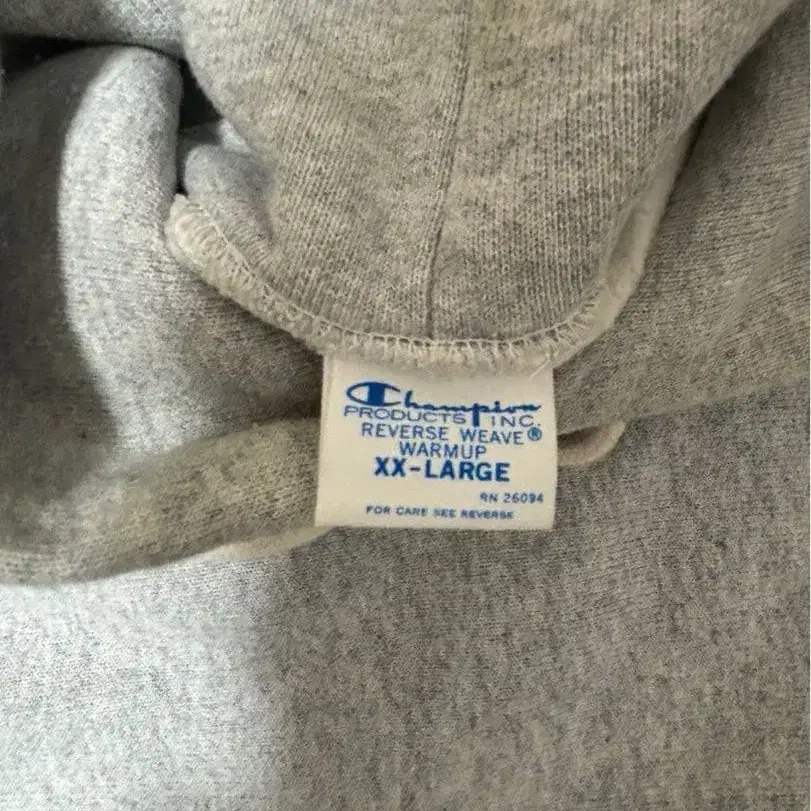 Champion
PRODUCTS INC.
REVERSE WEAVE®
WARMUP
XX-LARGE
RN 26094
FOR CARE SEE REVERSE